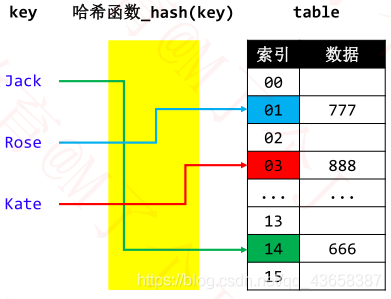 key 哈希函数_hash(key) table
索引 数据
00
Jack
01 777
02
Rose
03 888
Kate
... ...
13
14 666
15
https://blog.csdn.net/qq_43658387